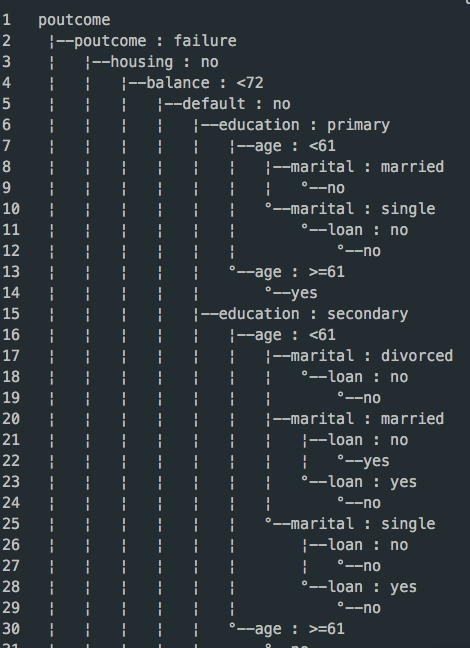 1   poutcome
2    ¦--poutcome : failure
3    ¦   ¦--housing : no
4    ¦   ¦   ¦--balance : <72
5    ¦   ¦   ¦   ¦--default : no
6    ¦   ¦   ¦   ¦   ¦--education : primary
7    ¦   ¦   ¦   ¦   ¦   ¦--age : <61
8    ¦   ¦   ¦   ¦   ¦   ¦   ¦--marital : married
9    ¦   ¦   ¦   ¦   ¦   ¦   ¦   °--no
10   ¦   ¦   ¦   ¦   ¦   ¦   °--marital : single
11   ¦   ¦   ¦   ¦   ¦   ¦       °--loan : no
12   ¦   ¦   ¦   ¦   ¦   ¦           °--no
13   ¦   ¦   ¦   ¦   ¦   °--age : >=61
14   ¦   ¦   ¦   ¦   ¦       °--yes
15   ¦   ¦   ¦   ¦   ¦--education : secondary
16   ¦   ¦   ¦   ¦   ¦   ¦--age : <61
17   ¦   ¦   ¦   ¦   ¦   ¦   ¦--marital : divorced
18   ¦   ¦   ¦   ¦   ¦   ¦   ¦   °--loan : no
19   ¦   ¦   ¦   ¦   ¦   ¦   ¦       °--no
20   ¦   ¦   ¦   ¦   ¦   ¦   ¦--marital : married
21   ¦   ¦   ¦   ¦   ¦   ¦   ¦   ¦--loan : no
22   ¦   ¦   ¦   ¦   ¦   ¦   ¦   ¦   °--yes
23   ¦   ¦   ¦   ¦   ¦   ¦   ¦   °--loan : yes
24   ¦   ¦   ¦   ¦   ¦   ¦   ¦       °--no
25   ¦   ¦   ¦   ¦   ¦   ¦   °--marital : single
26   ¦   ¦   ¦   ¦   ¦   ¦       ¦--loan : no
27   ¦   ¦   ¦   ¦   ¦   ¦       ¦   °--no
28   ¦   ¦   ¦   ¦   ¦   ¦       °--loan : yes
29   ¦   ¦   ¦   ¦   ¦   ¦           °--no
30   ¦   ¦   ¦   ¦   ¦   °--age : >=61